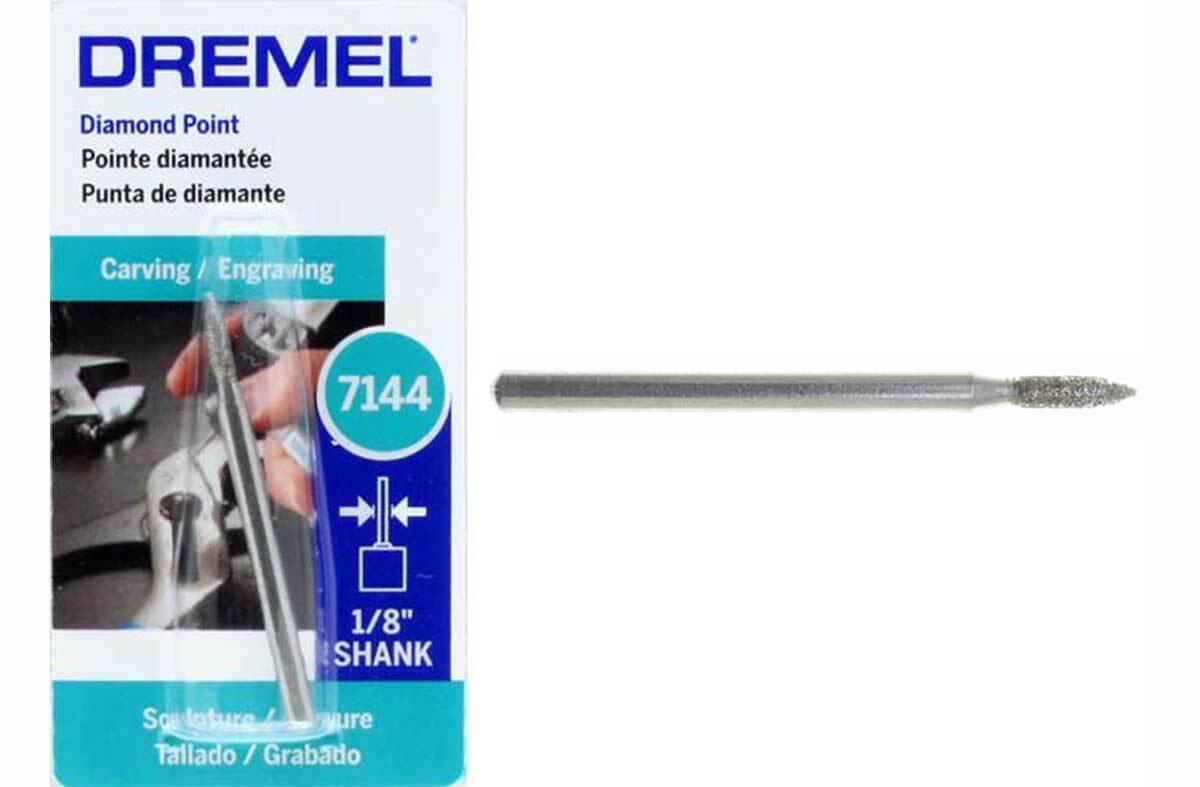 DREMEL®
Diamond Point
Pointe diamantée
Punta de diamante
Carving / Engraving
7144
1/8"
SHANK
Tallado / Grabado